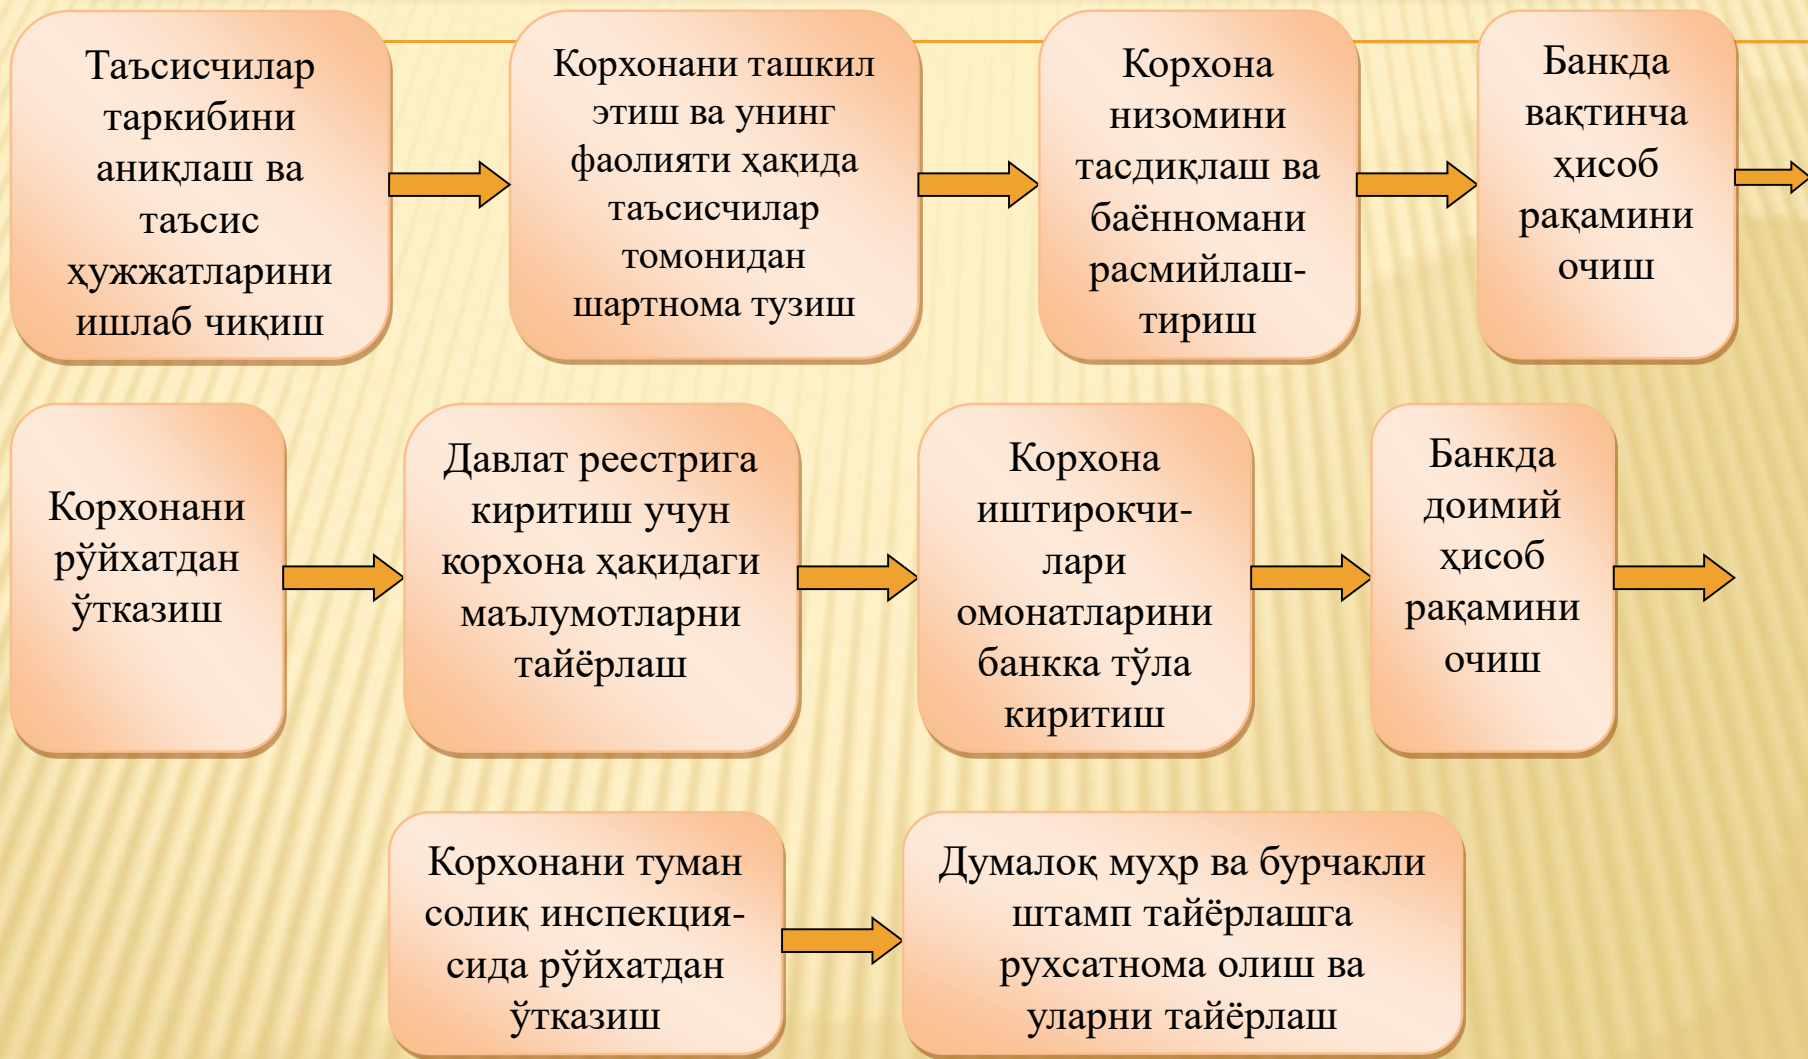 Таъсисчилар
таркибини
аниқлаш ва
таъсис
ҳужжатларини
ишлаб чиқиш
Корхонани ташкил
этиш ва унинг
фаолияти ҳақида
таъсисчилар
томонидан
шартнома тузиш
Корхона
низомини
тасдиқлаш ва
баённомани
расмийлаш-
тириш
Банкда
вақтинча
ҳисоб
рақамини
очиш
Корхонани
рўйхатдан
ўтказиш
Давлат реестрига
киритиш учун
корхона ҳақидаги
маълумотларни
тайёрлаш
Корхона
иштирокчи-
лари
омонатларини
банкка тўла
киритиш
Банкда
доимий
ҳисоб
рақамини
очиш
Корхонани туман
солиқ инспекция-
сида рўйхатдан
ўтказиш
Думалоқ муҳр ва бурчакли
штамп тайёрлашга
рухсатнома олиш ва
уларни тайёрлаш